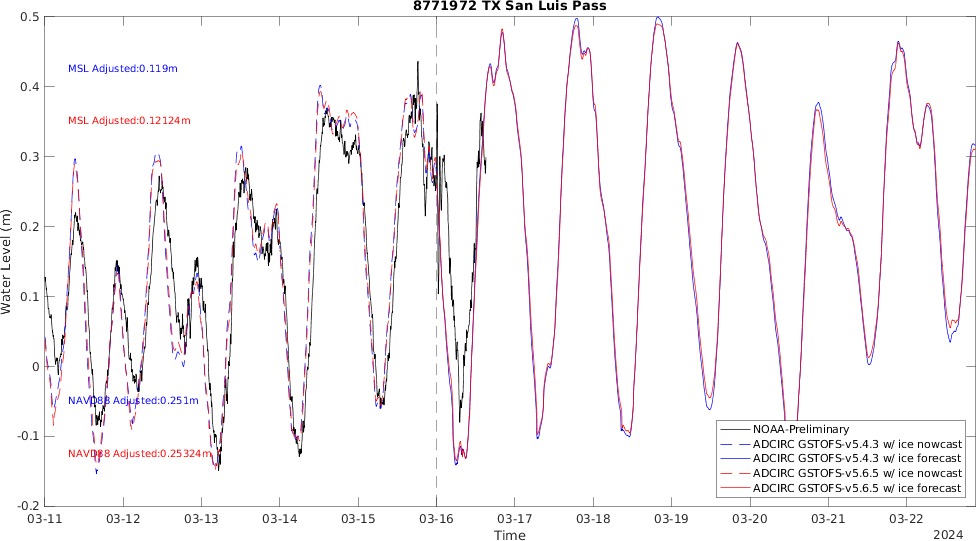 8771972 TX San Luis Pass
0.5
0.4
0.3
0.2
0.1
0
-0.1
-0.2
Water Level (m)
MSL Adjusted:0.119m
MSL Adjusted:0.12124m
NAVD88 Adjusted:0.251m
NAVD88 Adjusted:0.25324m
NOAA-Preliminary
ADCIRC GSTOFS-v5.4.3 w/ ice nowcast
ADCIRC GSTOFS-v5.4.3 w/ ice forecast
ADCIRC GSTOFS-v5.6.5 w/ ice nowcast
ADCIRC GSTOFS-v5.6.5 w/ ice forecast
03-11 03-12 03-13 03-14 03-15 03-16 03-17 03-18 03-19 03-20 03-21 03-22
Time
2024